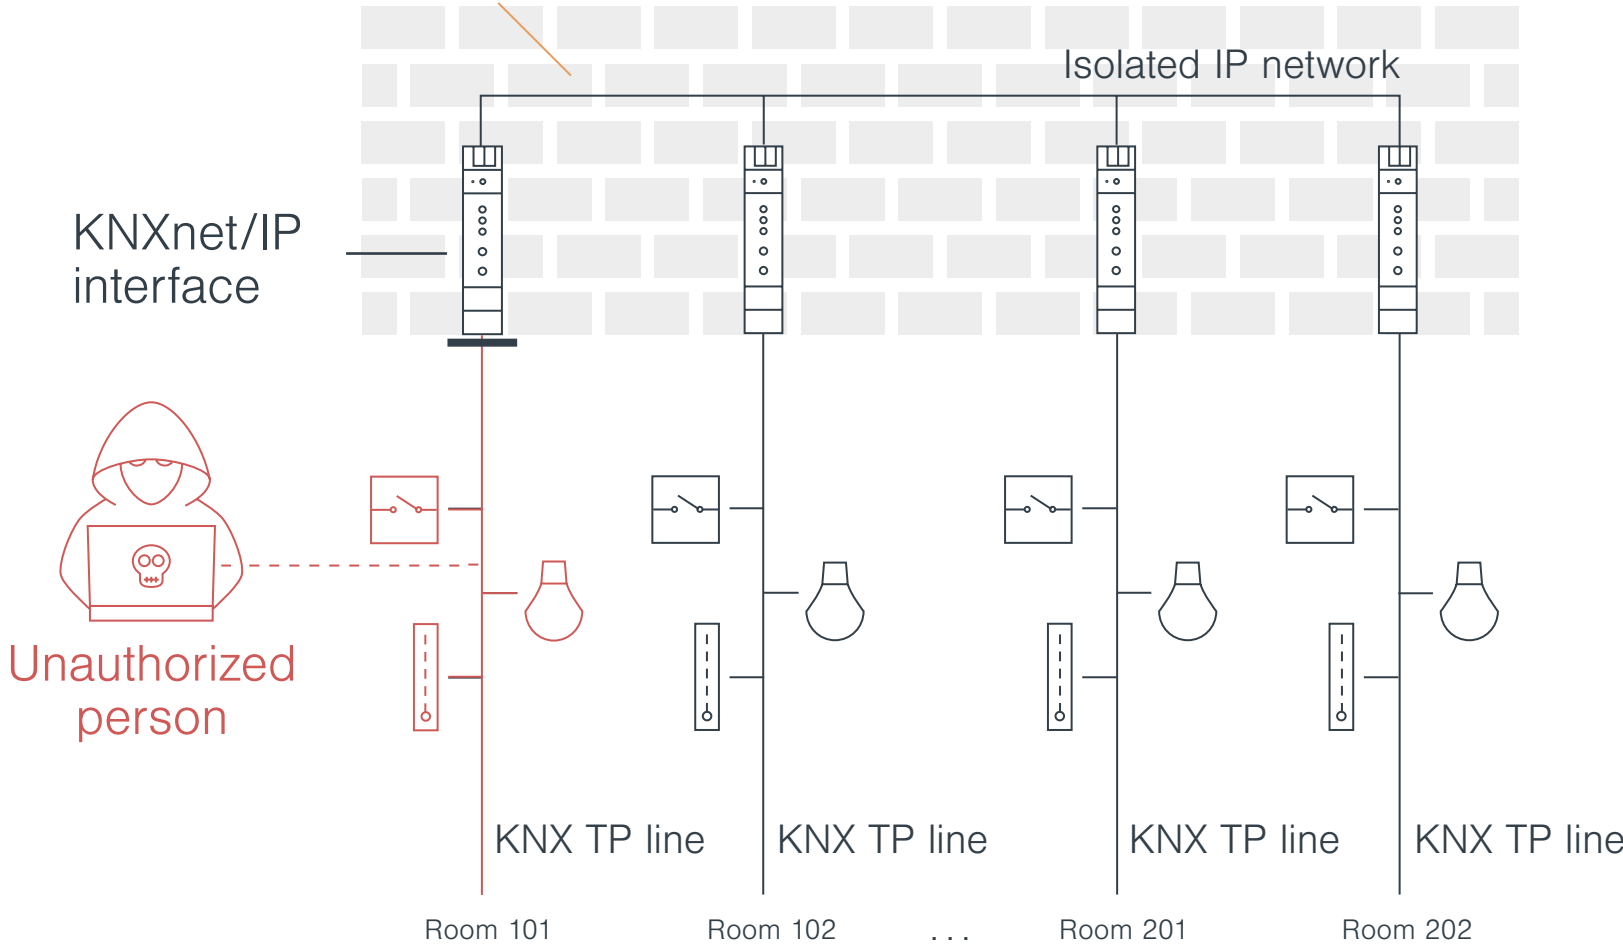 Isolated IP network
KNXnet/IP
interface
Unauthorized
person
KNX TP line
KNX TP line
KNX TP line
KNX TP line
Room 101
Room 102
...
Room 201
Room 202